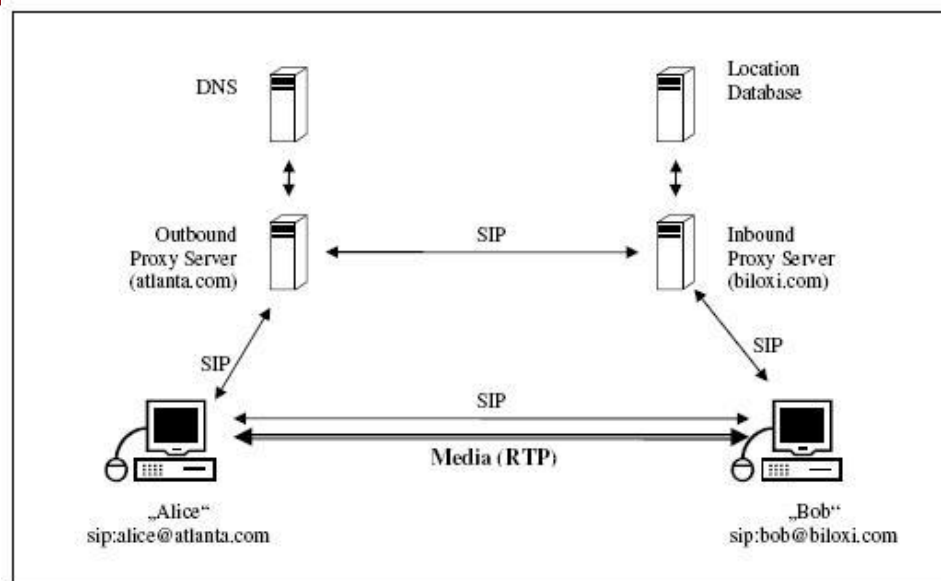 DNS
Location
Database
Outbound
Proxy Server
(atlanta.com)
SIP
Inbound
Proxy Server
(biloxi.com)
SIP
SIP
SIP
Media (RTP)
„Alice“
sip:alice@atlanta.com
„Bob“
sip:bob@biloxi.com